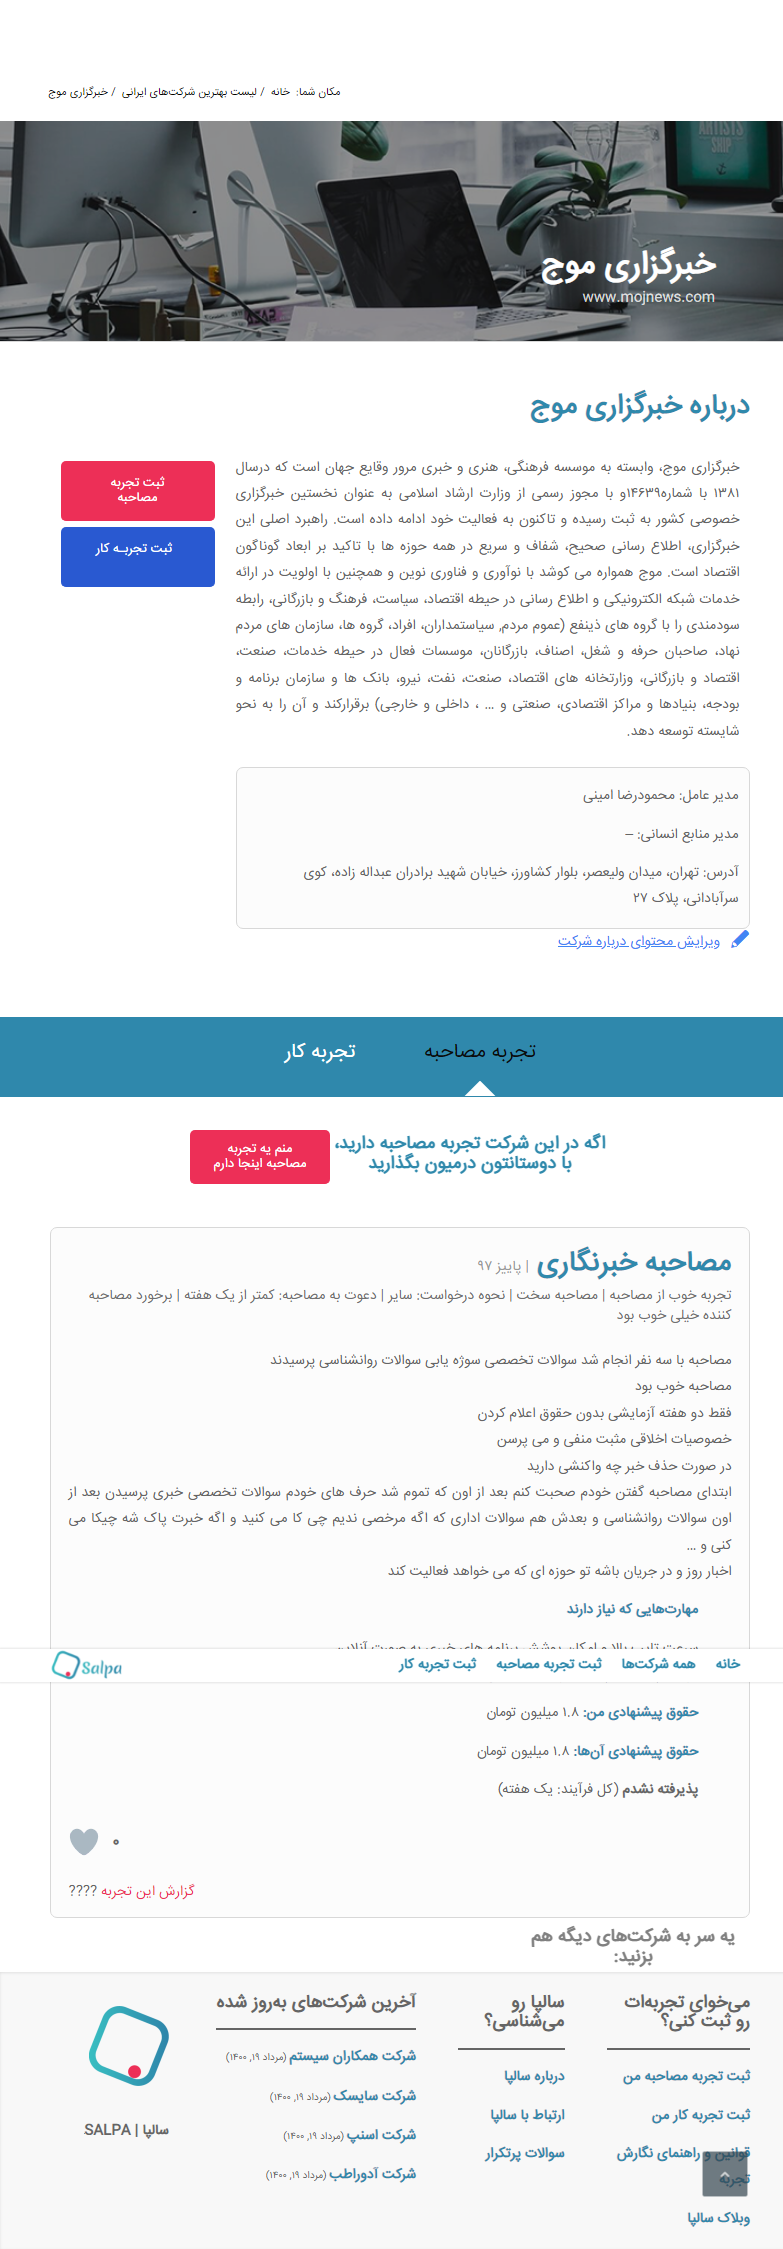 مکان شما: خانه / لیست بهترین شرکت‌های ایرانی / خبرگزاری موج
خبرگزاری موج
www.mojnews.com
درباره خبرگزاری موج
خبرگزاری موج، وابسته به موسسه فرهنگی، هنری و خبری مرور وقایع جهان است که درسال
۱۳۸۱ با شماره۱۴۶۳۹و با مجوز رسمی از وزارت ارشاد اسلامی به عنوان نخستین خبرگزاری
خصوصی کشور به ثبت رسیده و تاکنون به فعالیت خود ادامه داده است. راهبرد اصلی این
خبرگزاری، اطلاع رسانی صحیح، شفاف و سریع در همه حوزه ها با تاکید بر ابعاد گوناگون
اقتصاد است. موج همواره می کوشد با نوآوری و فناوری نوین و همچنین با اولویت در ارائه
خدمات شبکه الکترونیکی و اطلاع رسانی در حیطه اقتصاد، سیاست، فرهنگ و بازرگانی، رابطه
سودمندی را با گروه های ذینفع (عموم مردم, سیاستمداران، افراد، گروه ها، سازمان های مردم
نهاد، صاحبان حرفه و شغل، اصناف، بازرگانان، موسسات فعال در حیطه خدمات، صنعت،
اقتصاد و بازرگانی، وزارتخانه های اقتصاد، صنعت، نفت، نیرو، بانک ها و سازمان برنامه و
بودجه، بنیادها و مراکز اقتصادی، صنعتی و … ، داخلی و خارجی) برقرارکند و آن را به نحو
شایسته توسعه دهد.
ثبت تجربه
مصاحبه
ثبت تجربـه کار
مدیر عامل: محمودرضا امینی
مدیر منابع انسانی: –
آدرس: تهران، میدان ولیعصر، بلوار کشاورز، خیابان شهید برادران عبداله زاده، کوی
سرآبادانی، پلاک ۲۷
ویرایش محتوای درباره شرکت
تجربه مصاحبه
تجربه کار
اگه در این شرکت تجربه مصاحبه دارید،
با دوستانتون درمیون بگذارید
منم یه تجربه
مصاحبه اینجا دارم
مصاحبه خبرنگاری | پاییز ۹۷
تجربه خوب از مصاحبه | مصاحبه سخت | نحوه درخواست: سایر | دعوت به مصاحبه: کمتر از یک هفته | برخورد مصاحبه
کننده خیلی خوب بود
مصاحبه با سه نفر انجام شد سوالات تخصصی سوژه یابی سوالات روانشناسی پرسیدند
مصاحبه خوب بود
فقط دو هفته آزمایشی بدون حقوق اعلام کردن
خصوصیات اخلاقی مثبت منفی و می پرسن
در صورت حذف خبر چه واکنشی دارید
ابتدای مصاحبه گفتن خودم صحبت کنم بعد از اون که تموم شد حرف های خودم سوالات تخصصی خبری پرسیدن بعد از
اون سوالات روانشناسی و بعدش هم سوالات اداری که اگه مرخصی ندیم چی کا می کنید و اگه خبرت پاک شه چیکا می
کنی و …
اخبار روز و در جریان باشه تو حوزه ای که می خواهد فعالیت کند
مهارت‌هایی که نیاز دارند
خانه
همه شرکت‌ها
ثبت تجربه مصاحبه
ثبت تجربه کار
Salpa
حقوق پیشنهادی من: ۱.۸ میلیون تومان
حقوق پیشنهادی آن‌ها: ۱.۸ میلیون تومان
پذیرفته نشدم (کل فرآیند: یک هفته)
۰
گزارش این تجربه ????
یه سر به شرکت‌های دیگه هم
بزنید:
می‌خوای تجربه‌ات
رو ثبت کنی؟
ثبت تجربه مصاحبه من
ثبت تجربه کار من
قوانین و راهنمای نگارش
تجربه
وبلاک سالپا
سالپا رو
می‌شناسی؟
درباره سالپا
ارتباط با سالپا
سوالات پرتکرار
آخرین شرکت‌های به‌روز شده
شرکت همکاران سیستم (مرداد ۱۹, ۱۴۰۰)
شرکت سایسک (مرداد ۱۹, ۱۴۰۰)
شرکت اسنپ (مرداد ۱۹, ۱۴۰۰)
شرکت آدوراطب (مرداد ۱۹, ۱۴۰۰)
سالپا | SALPA